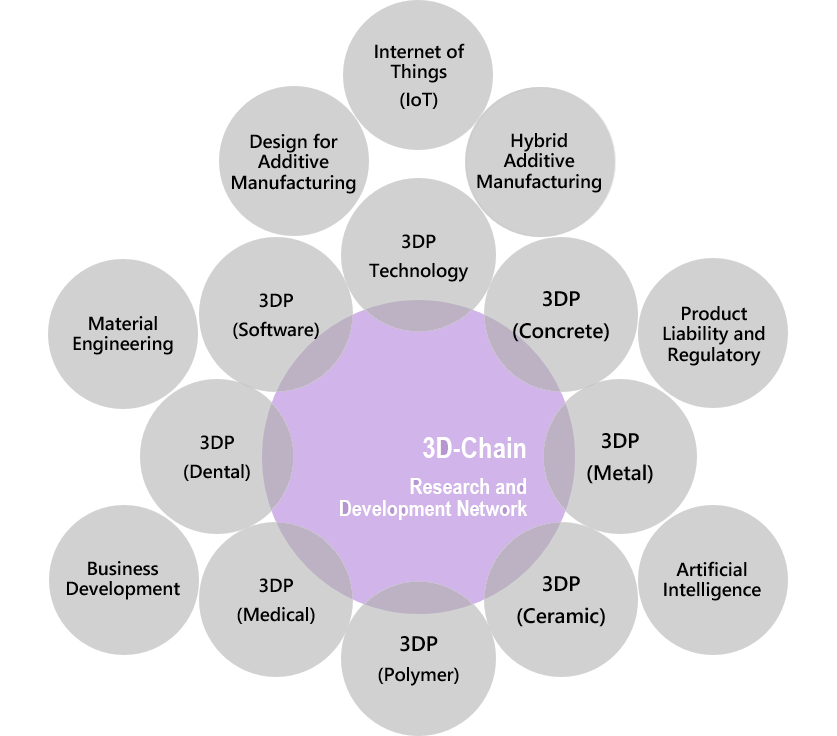 Internet of
Things
(IoT)
Design for
Additive
Manufacturing
Hybrid
Additive
Manufacturing
3DP
Technology
3DP
(Software)
3DP
(Concrete)
Material
Engineering
Product
Liability and
Regulatory
3DP
(Dental)
3D-Chain
Research and
Development Network
3DP
(Metal)
Business
Development
3DP
(Medical)
3DP
(Polymer)
3DP
(Ceramic)
Artificial
Intelligence